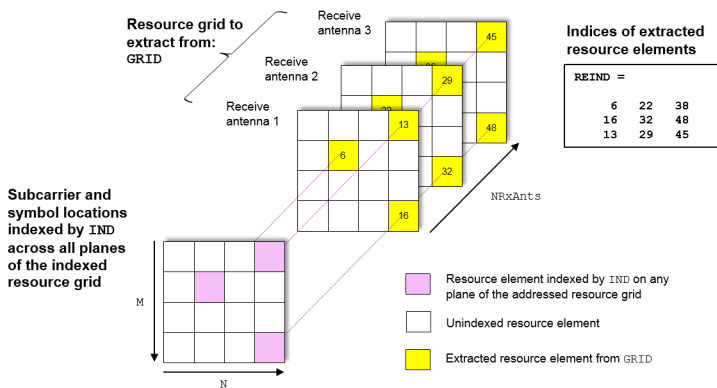 Resource grid to
extract from:
GRID
Receive
antenna 3
Receive
antenna 2
Receive
antenna 1
45
29
13
6
48
32
16
NRxAnts
Indices of extracted
resource elements
REIND =
6 22 38
16 32 48
13 29 45
Subcarrier and
symbol locations
indexed by IND
across all planes
of the indexed
resource grid
M
N
Resource element indexed by IND on any
plane of the addressed resource grid
Unindexed resource element
Extracted resource element from GRID